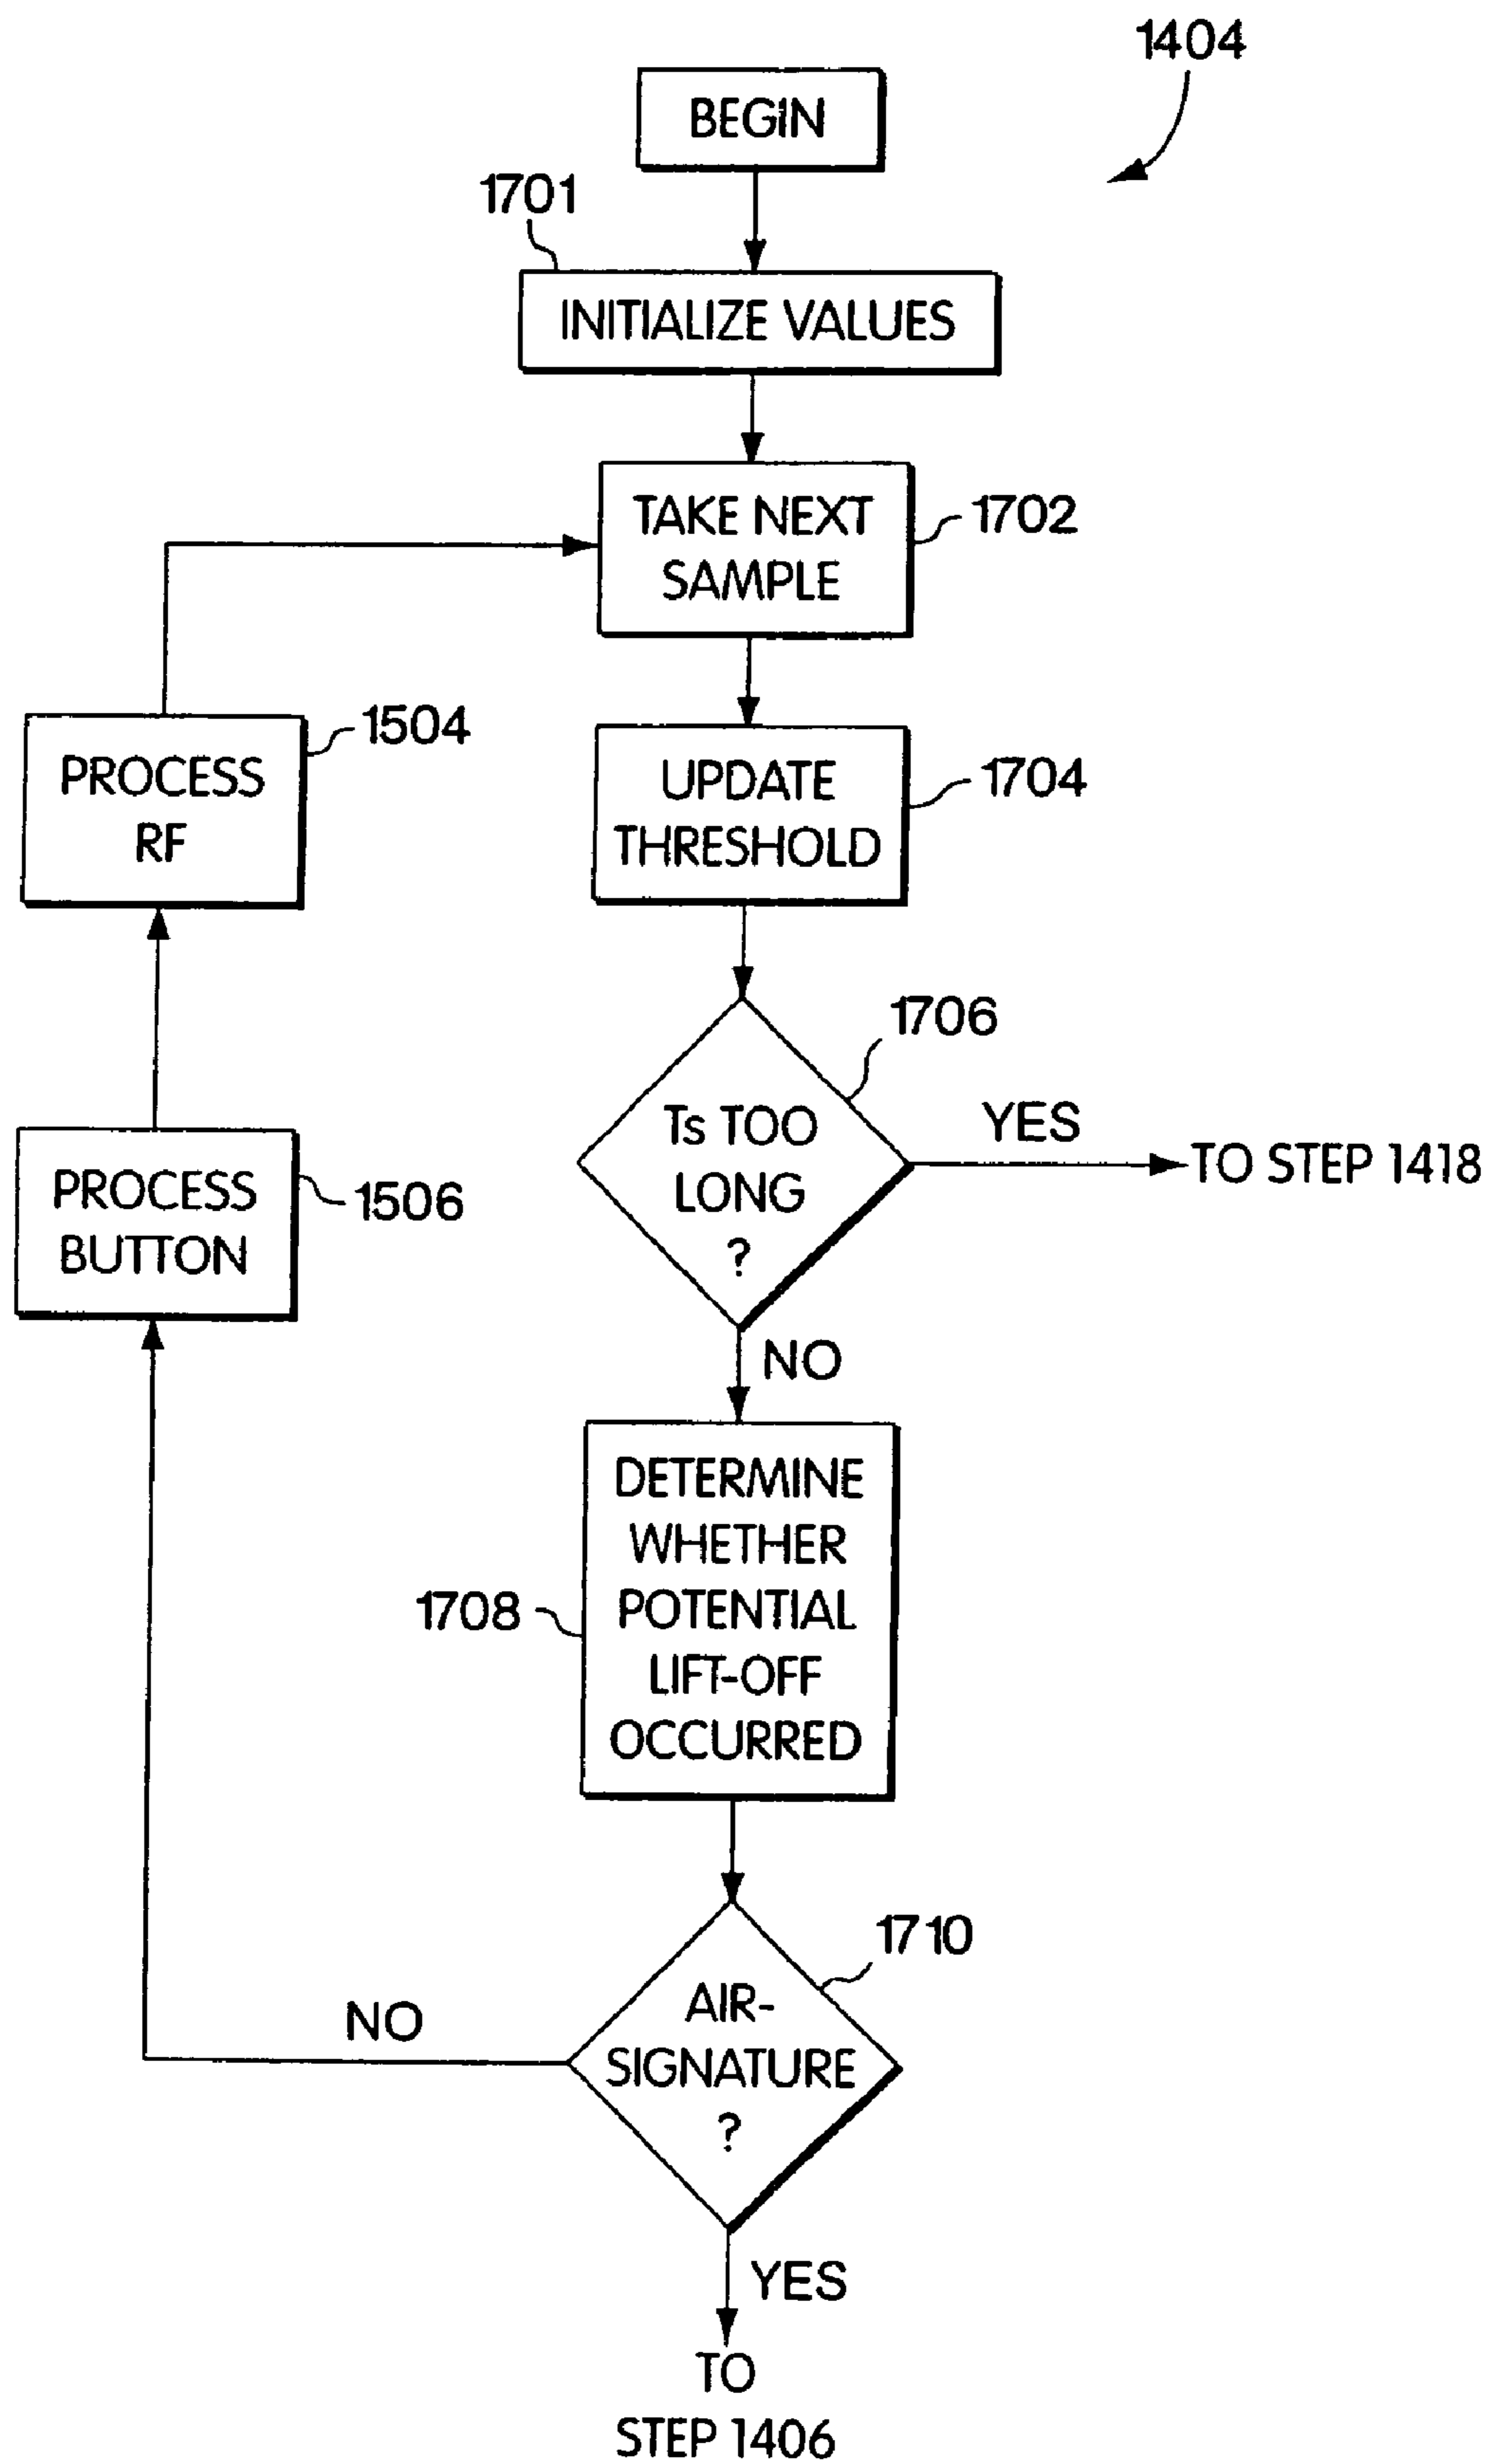 1404
BEGIN
1701
INITIALIZE VALUES
TAKE NEXT
SAMPLE
1702
PROCESS
RF
1504
UPDATE
THRESHOLD
1704
1706
Ts TOO
LONG
?
YES
TO STEP 1418
PROCESS
BUTTON
1506
NO
DETERMINE
WHETHER
POTENTIAL
LIFT-OFF
OCCURRED
1708
1710
AIR-
SIGNATURE
?
NO
YES
TO
STEP 1406